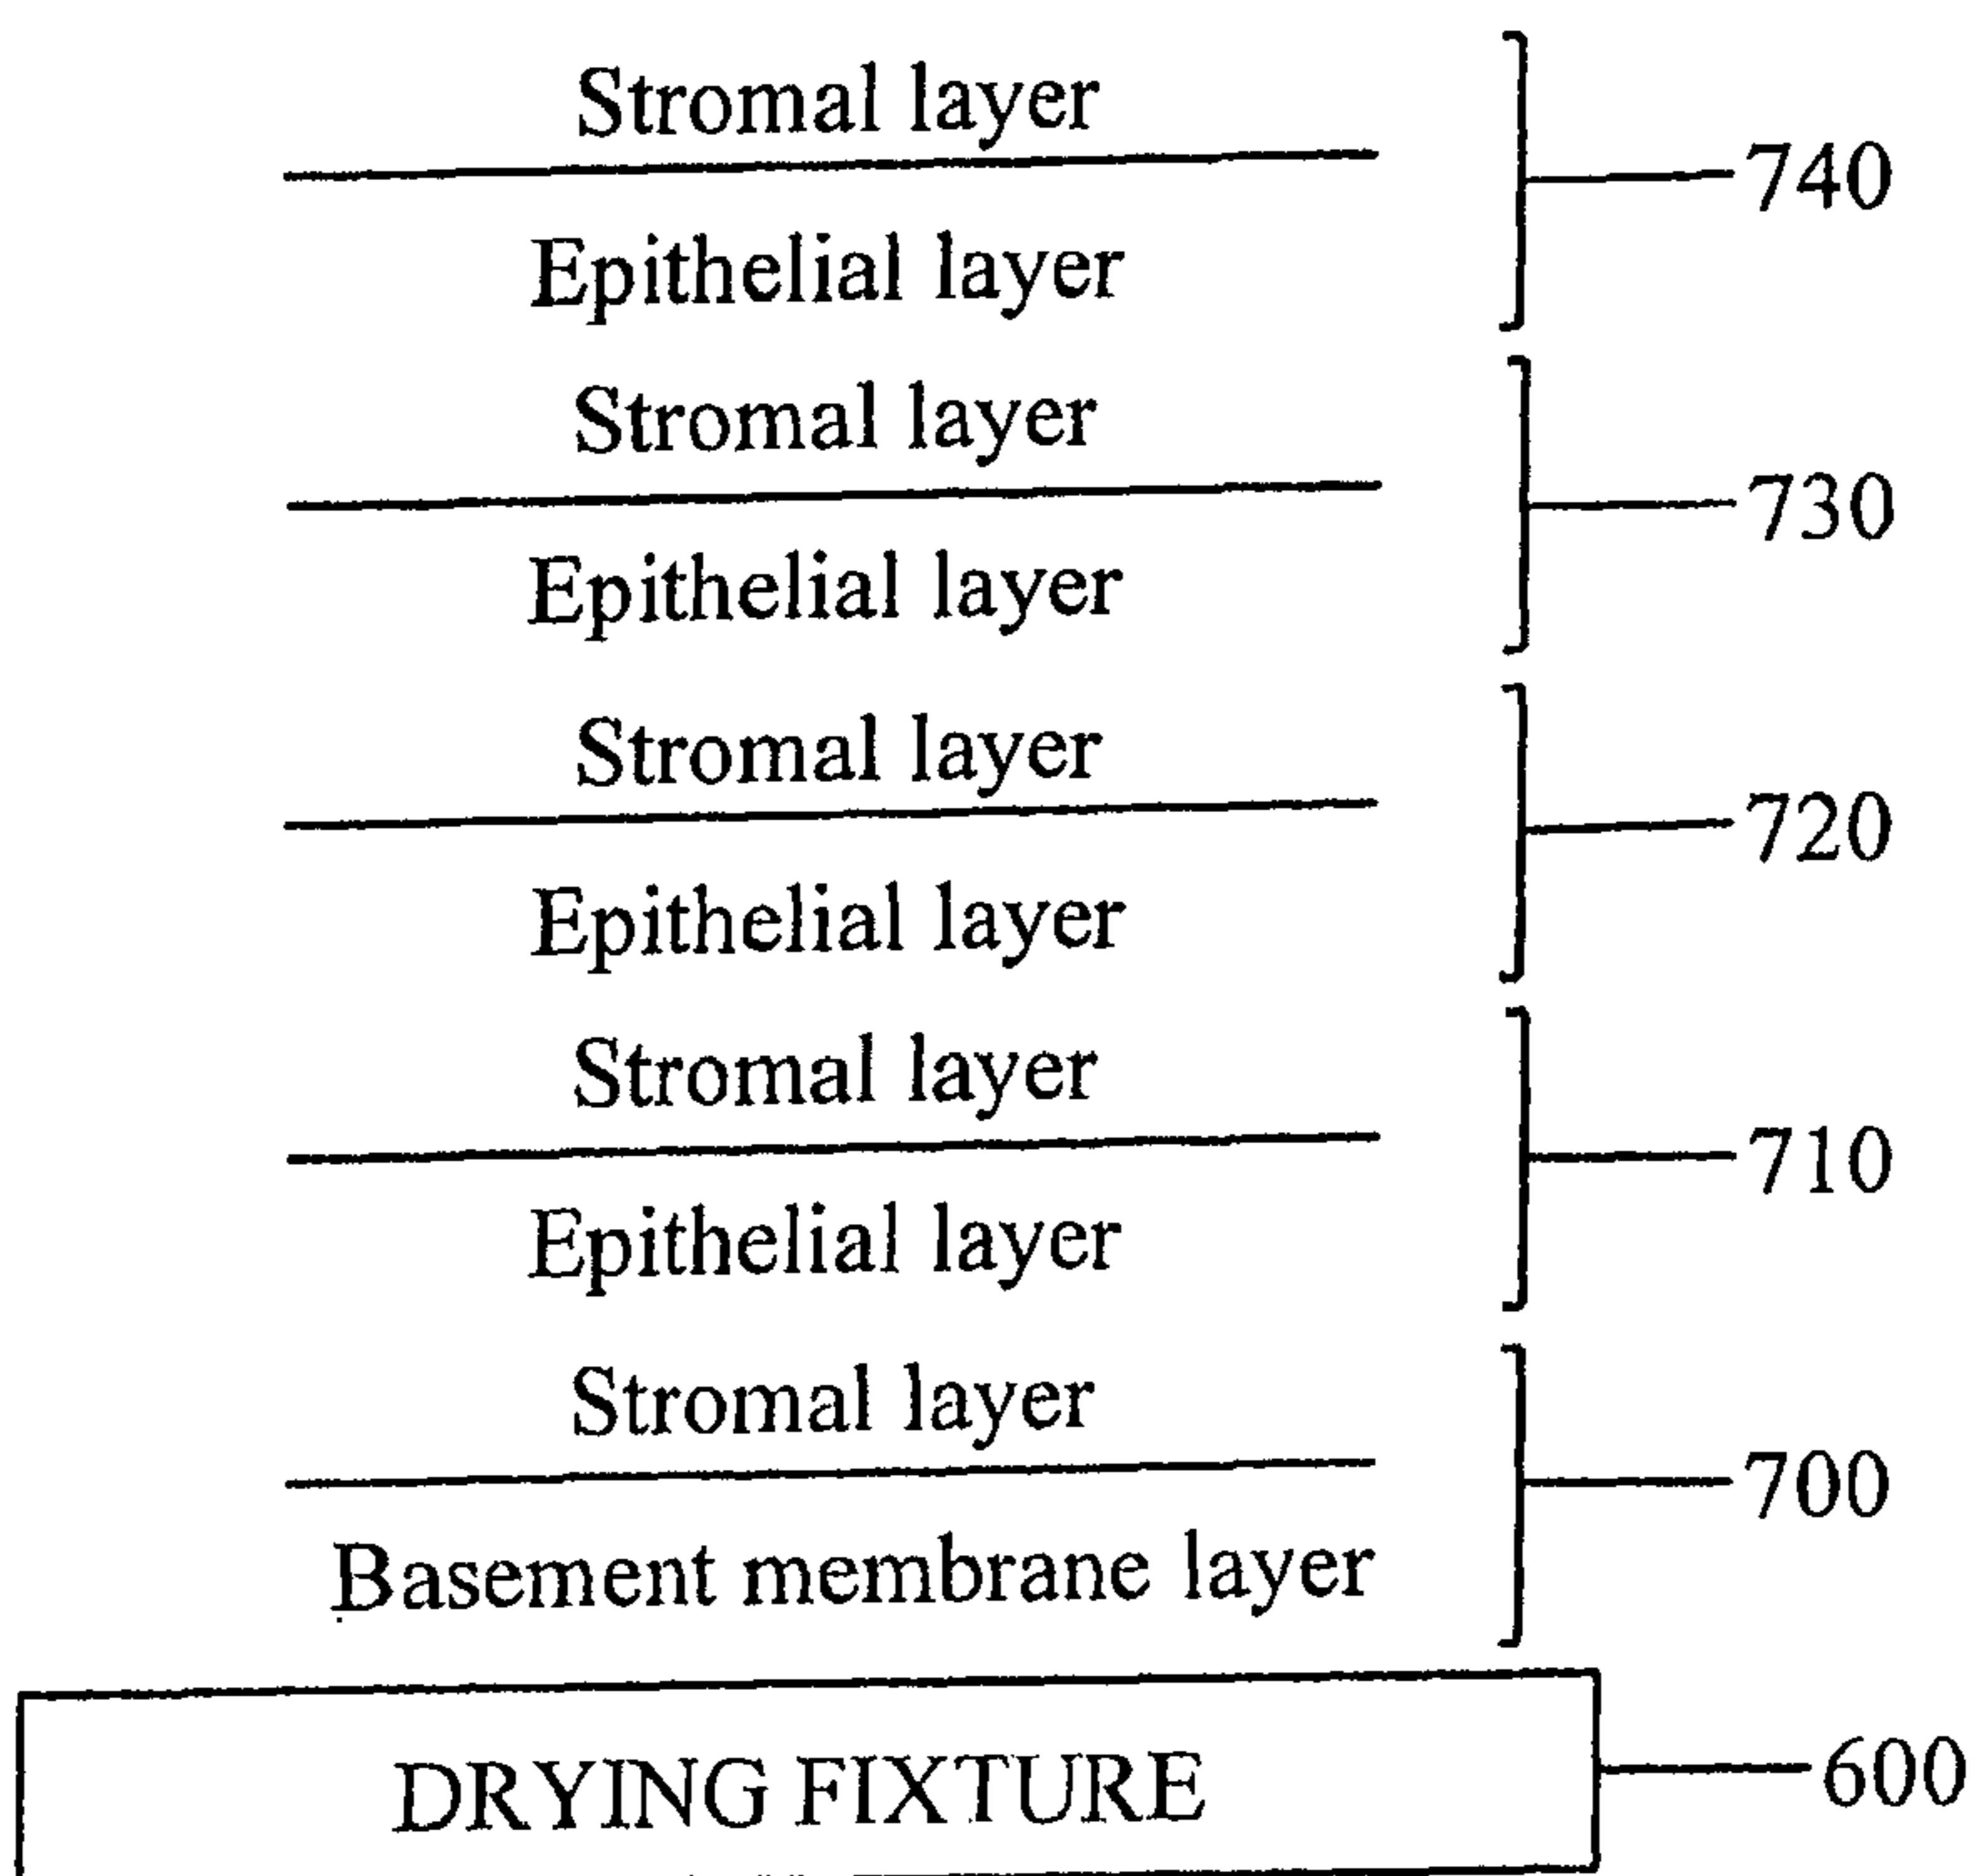 Stromal layer
740
Epithelial layer
Stromal layer
730
Epithelial layer
Stromal layer
720
Epithelial layer
Stromal layer
710
Epithelial layer
Stromal layer
700
Basement membrane layer
DRYING FIXTURE
600